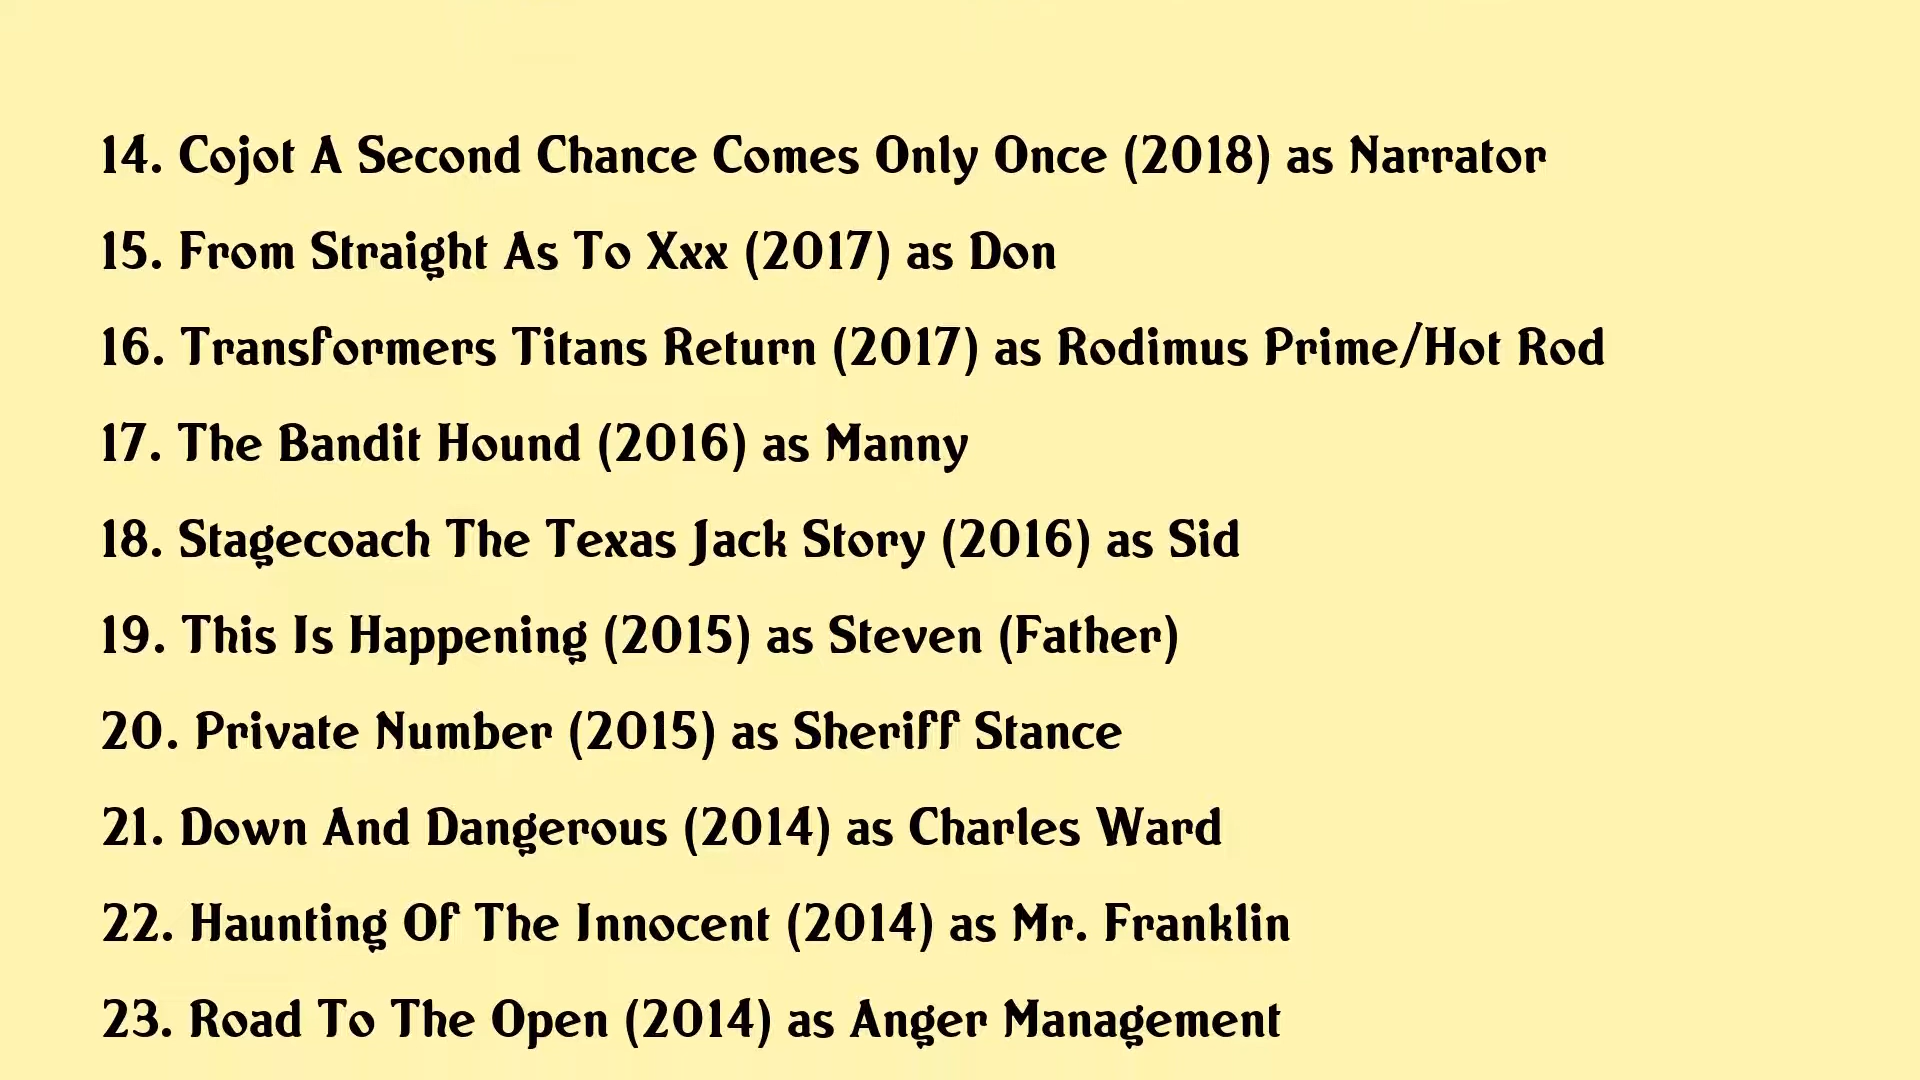 14. Cojot A Second Chance Comes Only Once (2018) as Narrator
15. From Straight As To Xxx (2017) as Don
16. Transformers Titans Return (2017) as Rodimus Prime/Hot Rod
17. The Bandit Hound (2016) as Manny
18. Stagecoach The Texas Jack Story (2016) as Sid
19. This Is Happening (2015) as Steven (Father)
20. Private Number (2015) as Sheriff Stance
21. Down And Dangerous (2014) as Charles Ward
22. Haunting Of The Innocent (2014) as Mr. Franklin
23. Road To The Open (2014) as Anger Management